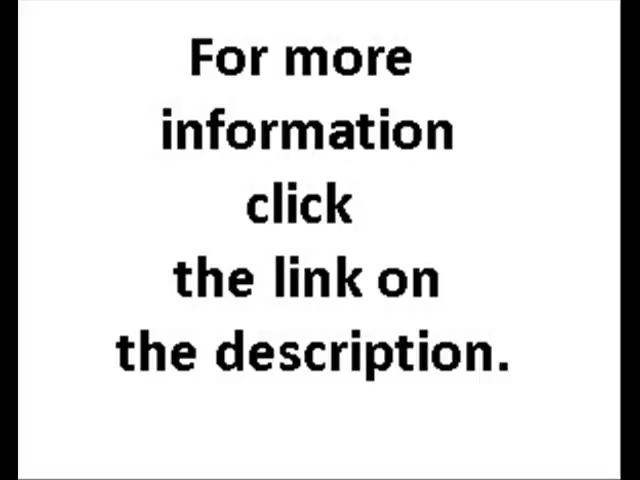 For more
information
click
the link on
the description.